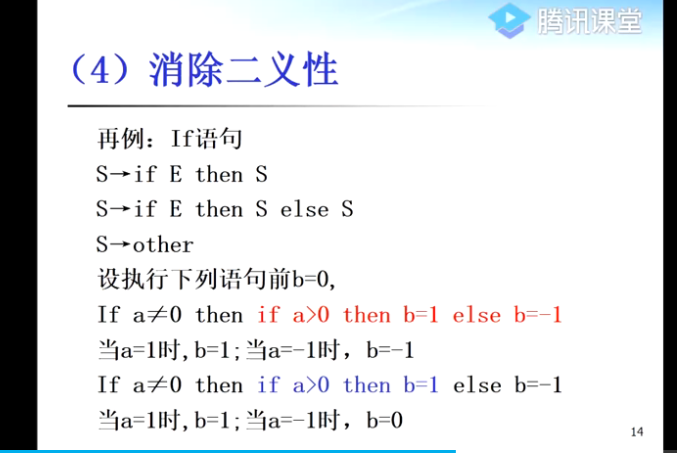 腾讯课堂
（4）消除二义性
再例：If语句
S→if E then S
S→if E then S else S
S→other
设执行下列语句前b=0,
If a≠0 then if a>0 then b=1 else b=-1
当a=1时,b=1;当a=-1时，b=-1
If a≠0 then if a>0 then b=1 else b=-1
当a=1时,b=1;当a=-1时，b=0
14